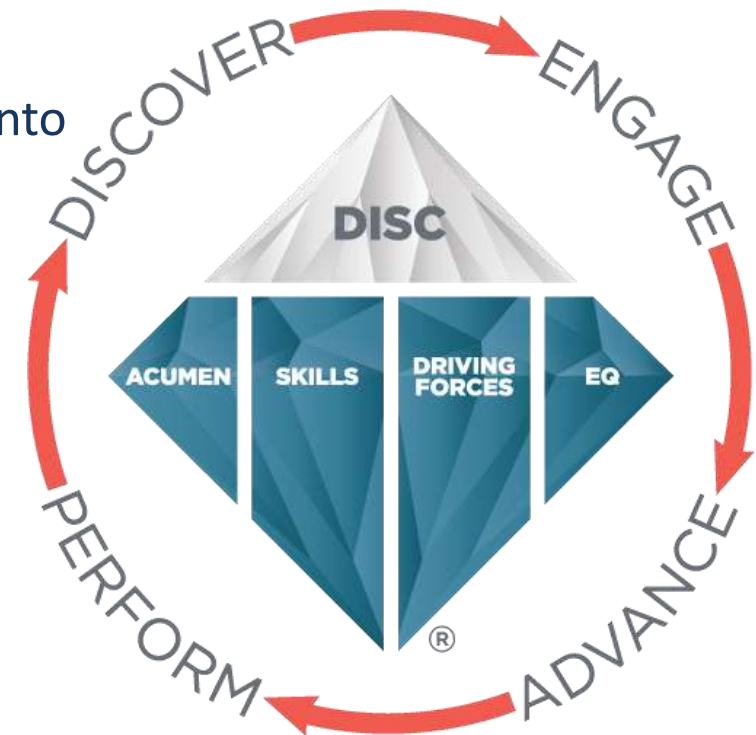 DISCOVER
ENGAGE
nto
DISC
ACUMEN
SKILLS
DRIVING
FORCES
EQ
®
PERFORM
ADVANCE